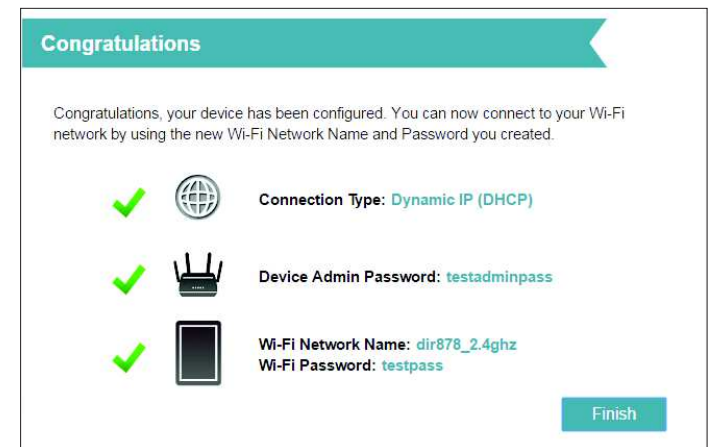 Congratulations
Congratulations, your device has been configured. You can now connect to your Wi-Fi
network by using the new Wi-Fi Network Name and Password you created.
Connection Type: Dynamic IP (DHCP)
Device Admin Password: testadminpass
Wi-Fi Network Name: dir878_2.4ghz
Wi-Fi Password: testpass
Finish